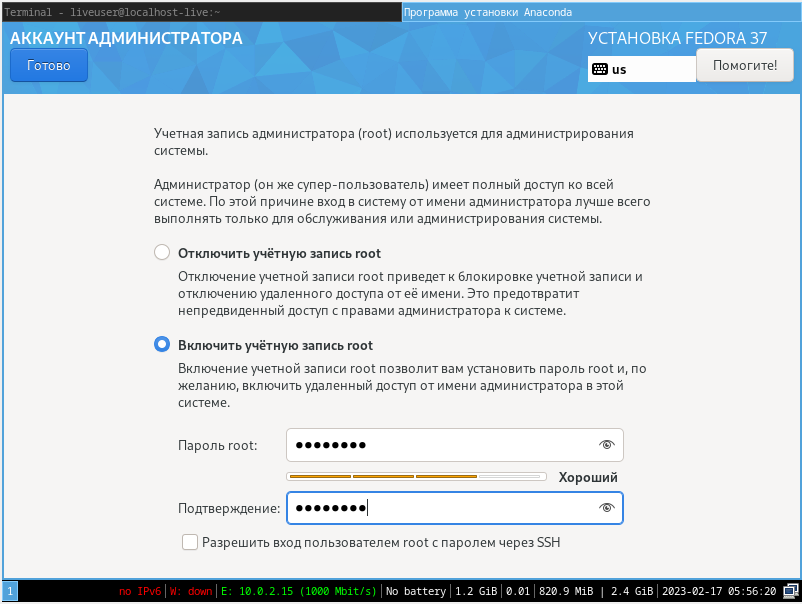 Terminal - liveuser@localhost-live:~
Программа установки Anaconda
АККАУНТ АДМИНИСТРАТОРА
УСТАНОВКА FEDORA 37
Готово
us
Помогите!
Учетная запись администратора (root) используется для администрирования
системы.
Администратор (он же супер-пользователь) имеет полный доступ ко всей
системе. По этой причине вход в систему от имени администратора лучше всего
выполнять только для обслуживания или администрирования системы.
Отключить учётную запись root
Отключение учетной записи root приведет к блокировке учетной записи и
отключению удаленного доступа от её имени. Это предотвратит
непредвиденный доступ с правами администратора к системе.
Включить учётную запись root
Включение учетной записи root позволит вам установить пароль root и, по
желанию, включить удаленный доступ от имени администратора в этой
системе.
Пароль root: ●●●●●●●●
Хороший
Подтверждение: ●●●●●●●●
Разрешить вход пользователем root с паролем через SSH
1
no IPv6 | W: down | E: 10.0.2.15 (1000 Mbit/s) | No battery | 1.2 GiB | 0.01 | 820.9 MiB | 2.4 GiB | 2023-02-17 05:56:20